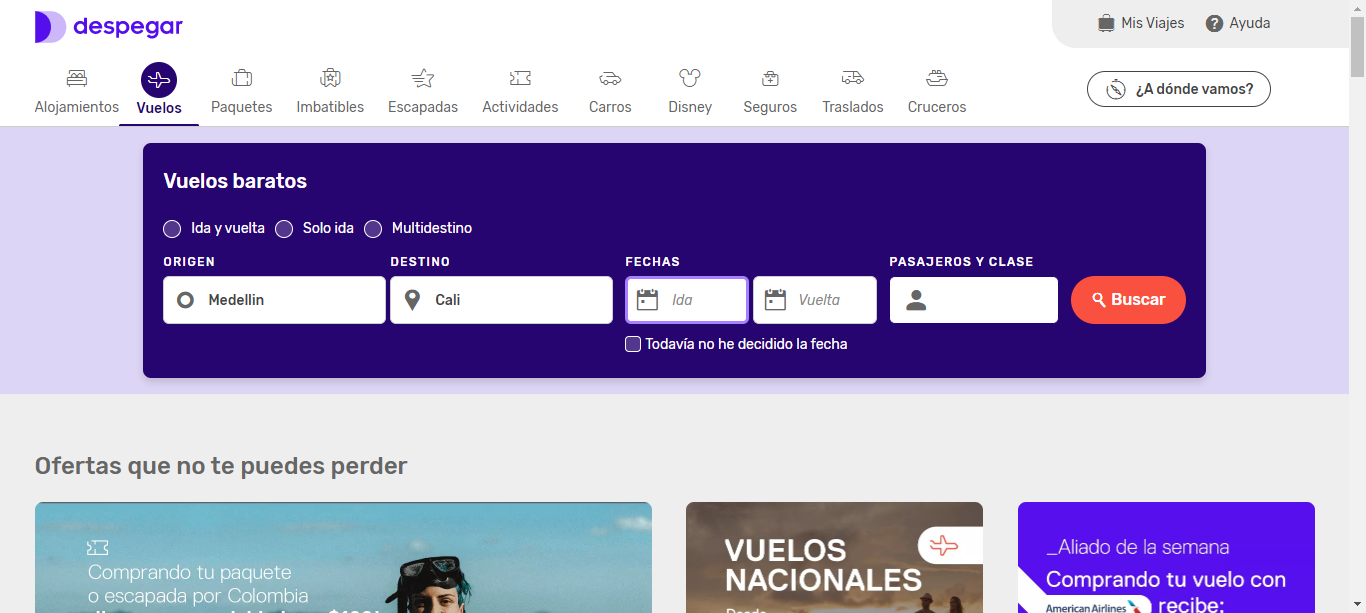 despegar
Mis Viajes
Ayuda
Alojamientos
Vuelos
Paquetes
Imbatibles
Escapadas
Actividades
Carros
Disney
Seguros
Traslados
Cruceros
¿A dónde vamos?
Vuelos baratos
Ida y vuelta
Solo ida
Multidestino
ORIGEN
DESTINO
FECHAS
PASAJEROS Y CLASE
Medellin
Cali
Ida
Vuelta
Buscar
Todavía no he decidido la fecha
Ofertas que no te puedes perder
Comprando tu paquete
o escapada por Colombia
VUELOS
NACIONALES
Desde
_Aliado de la semana
Comprando tu vuelo con
American Airlines
recibe: